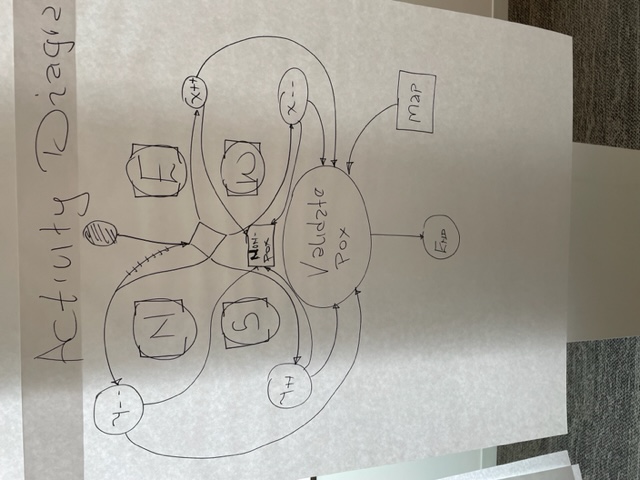 Activity Diagra
y--
N
E
x++
S
W
Non-
pox
y+
x--
Validate
pox
Map
End